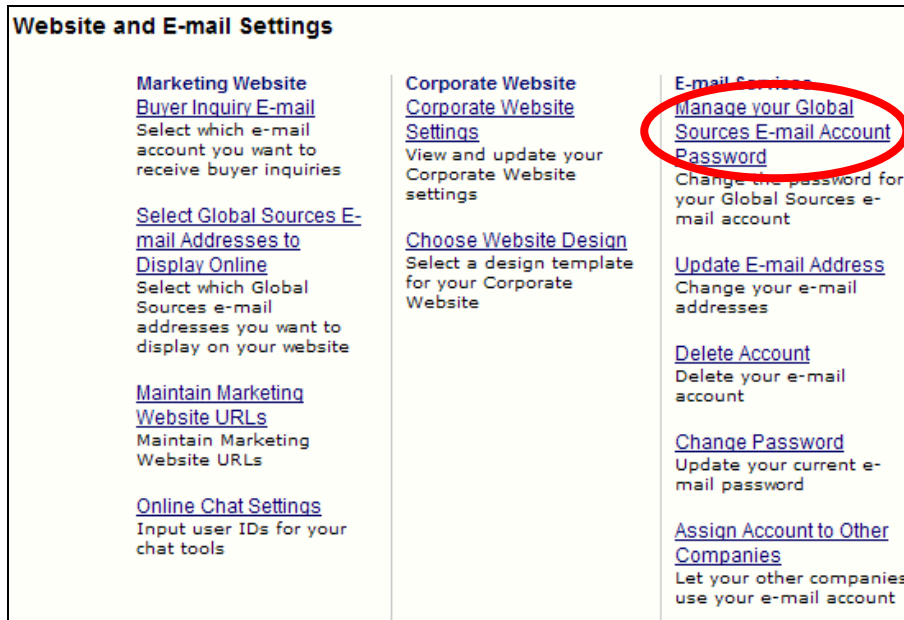 Website and E-mail Settings
Marketing Website
Buyer Inquiry E-mail
Select which e-mail
account you want to
receive buyer inquiries
Select Global Sources E-
mail Addresses to
Display Online
Select which Global
Sources e-mail
addresses you want to
display on your website
Maintain Marketing
Website URLs
Maintain Marketing
Website URLs
Online Chat Settings
Input user IDs for your
chat tools
Corporate Website
Corporate Website
Settings
View and update your
Corporate Website
settings
Choose Website Design
Select a design template
for your Corporate
Website
E-mail Services
Manage your Global
Sources E-mail Account
Password
Change the password for
your Global Sources e-
mail account
Update E-mail Address
Change your e-mail
addresses
Delete Account
Delete your e-mail
account
Change Password
Update your current e-
mail password
Assign Account to Other
Companies
Let your other companies
use your e-mail account